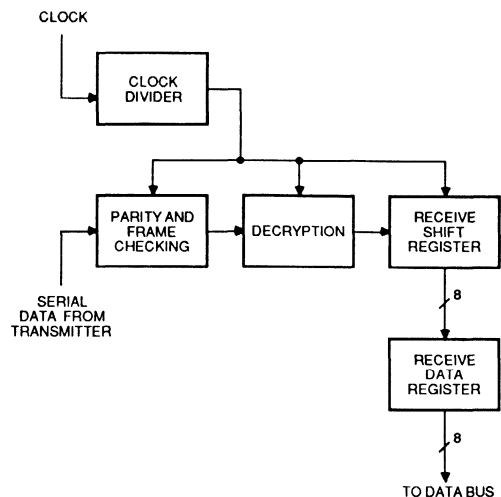 CLOCK
CLOCK
DIVIDER
PARITY AND
FRAME
CHECKING
DECRYPTION
RECEIVE
SHIFT
REGISTER
SERIAL
DATA FROM
TRANSMITTER
8
RECEIVE
DATA
REGISTER
8
TO DATA BUS